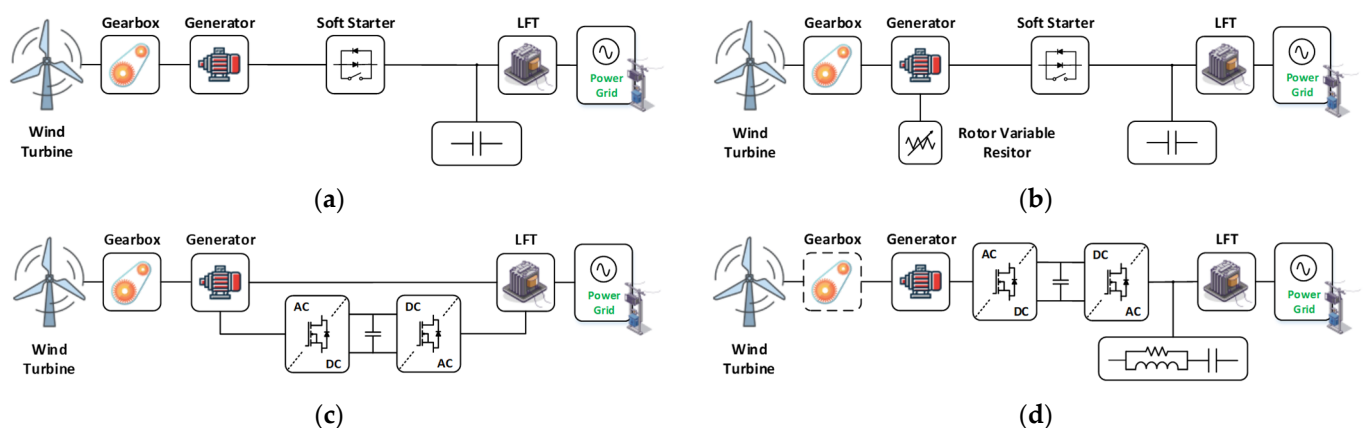 Gearbox
Generator
Soft Starter
LFT
Power
Grid
Wind
Turbine
(a)
Gearbox
Generator
Soft Starter
LFT
Power
Grid
Wind
Turbine
Rotor Variable
Resitor
(b)
Gearbox
Generator
LFT
Power
Grid
AC
DC
DC
AC
Wind
Turbine
(c)
Gearbox
Generator
AC
DC
DC
AC
LFT
Power
Grid
Wind
Turbine
(d)